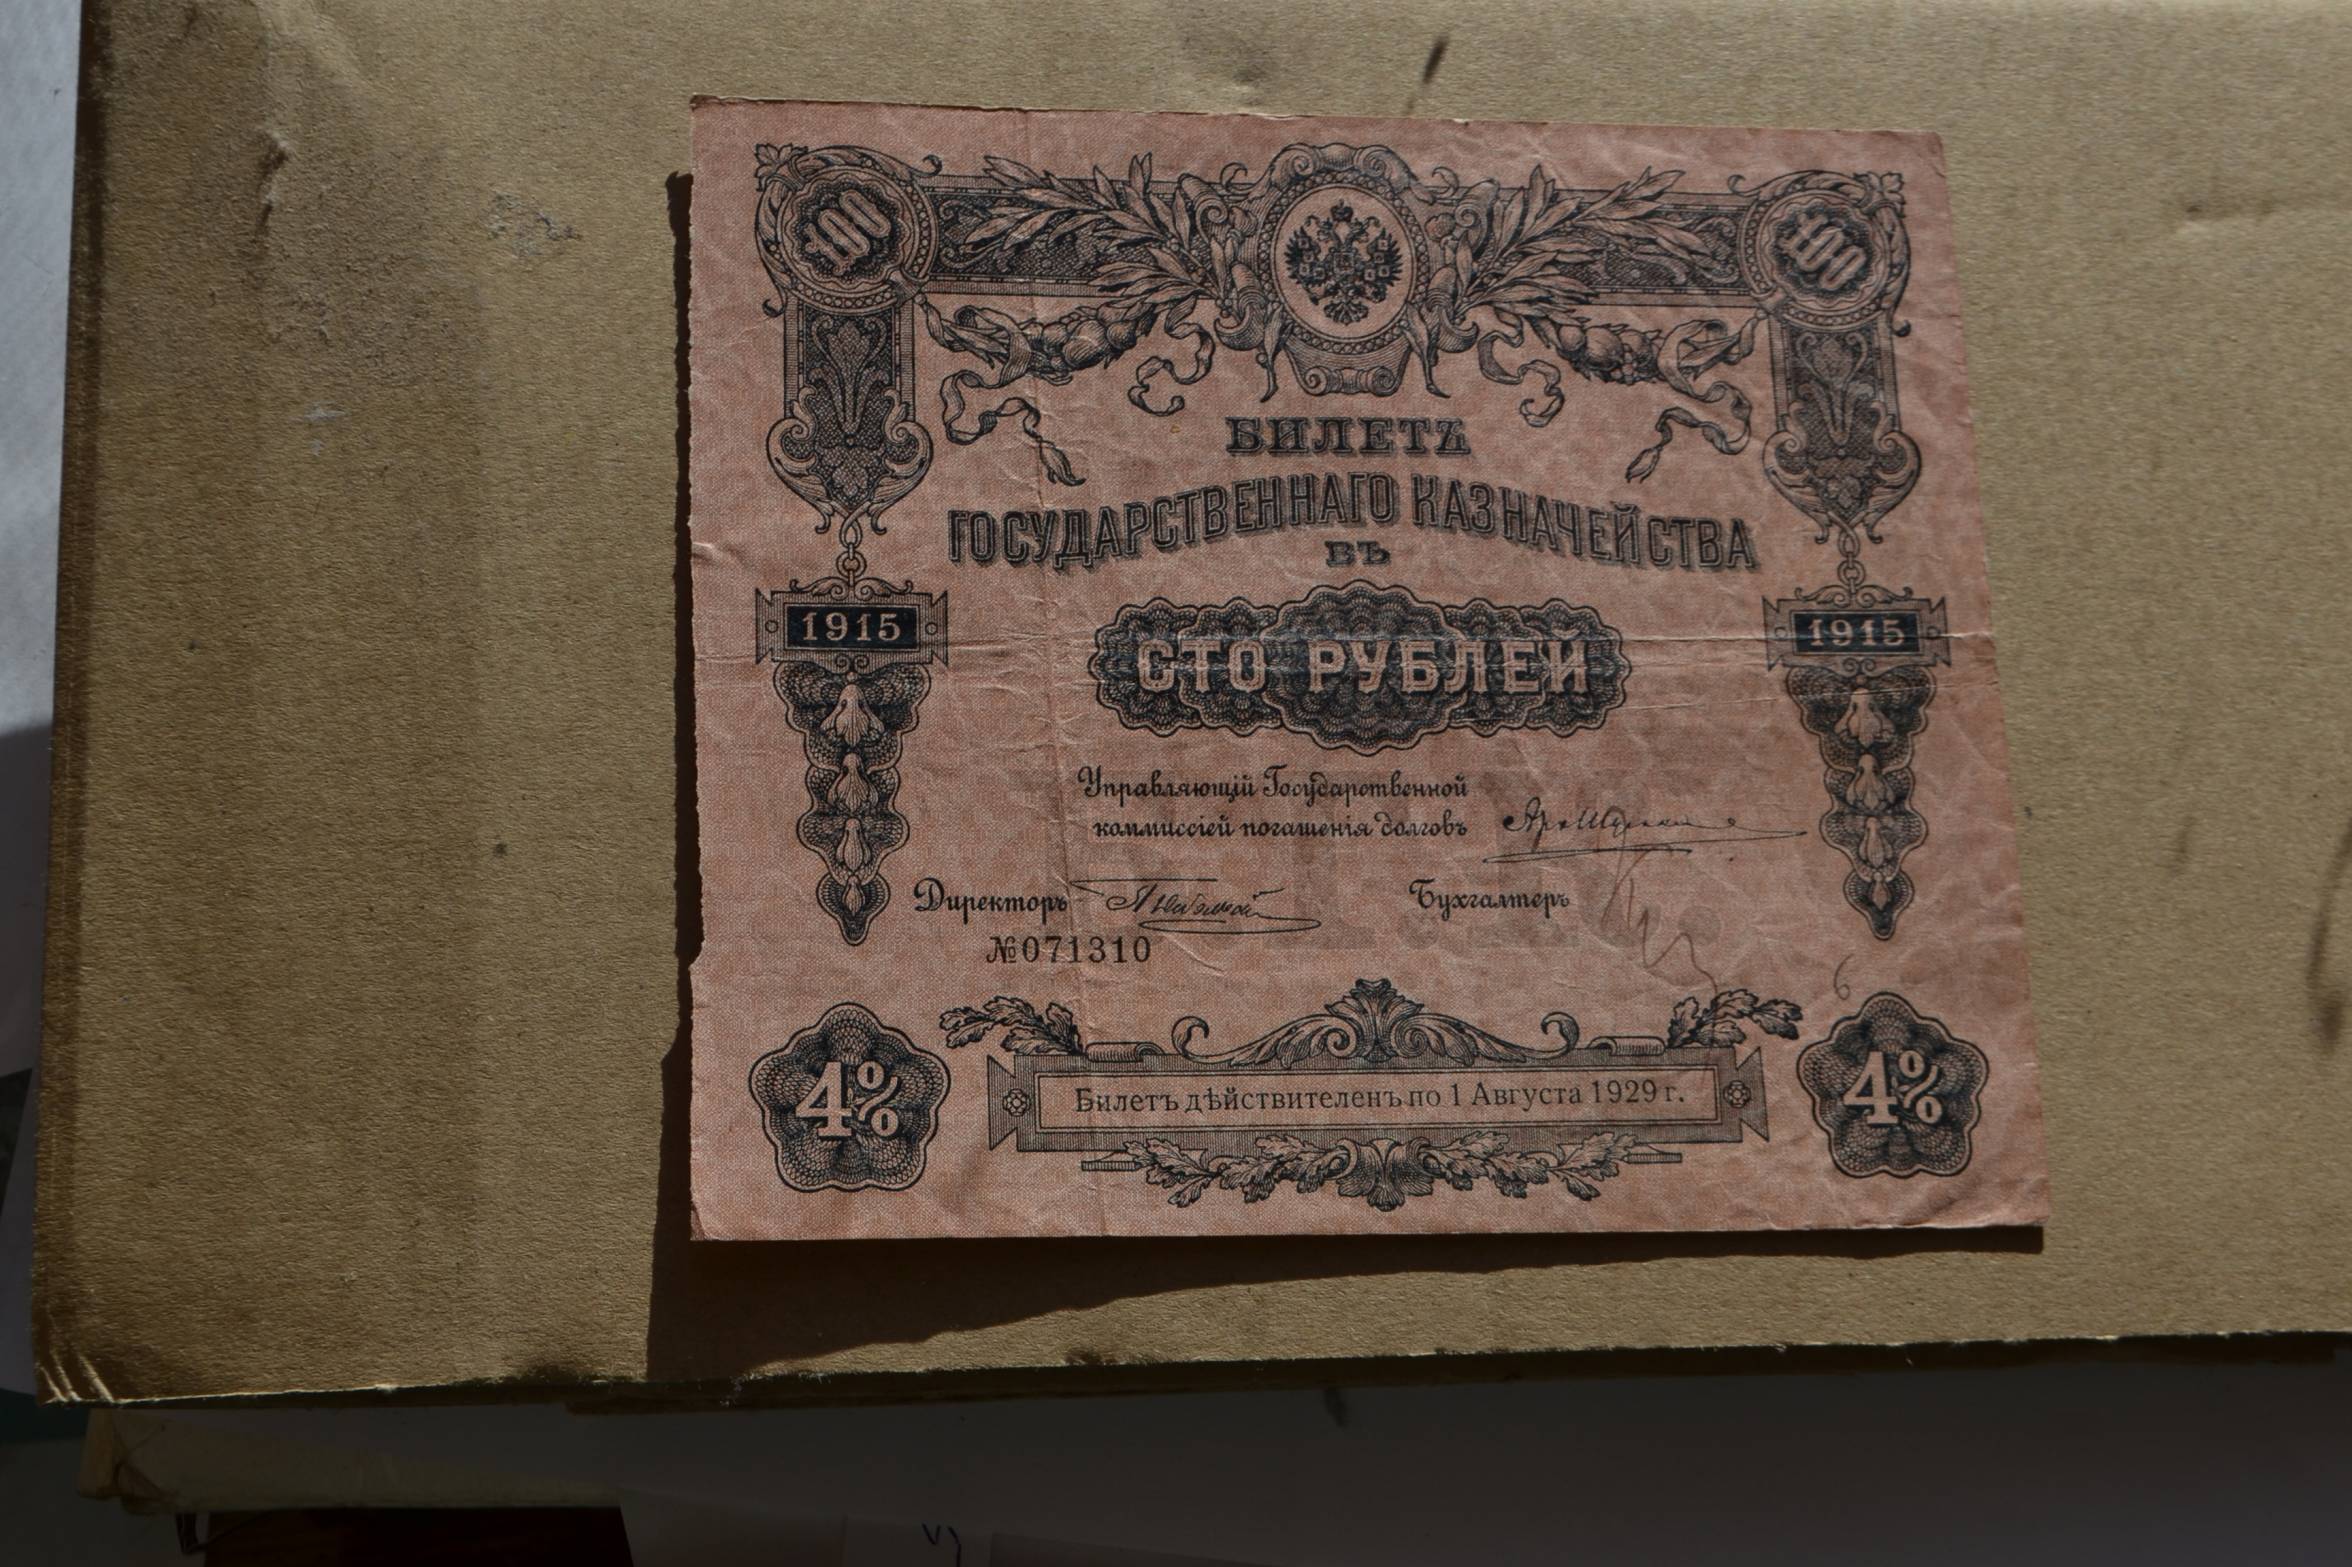 100 100
БИЛЕТЪ
ГОСУДАРСТВЕННАГО КАЗНАЧЕЙСТВА
ВЪ
1915 1915
СТО РУБЛЕЙ
Управляющій Государственной
коммиссіей погашенія долговъ
Директоръ Бухгалтеръ
№071310
6
4% 4%
Билетъ дѣйствителенъ по 1 Августа 1929 г.